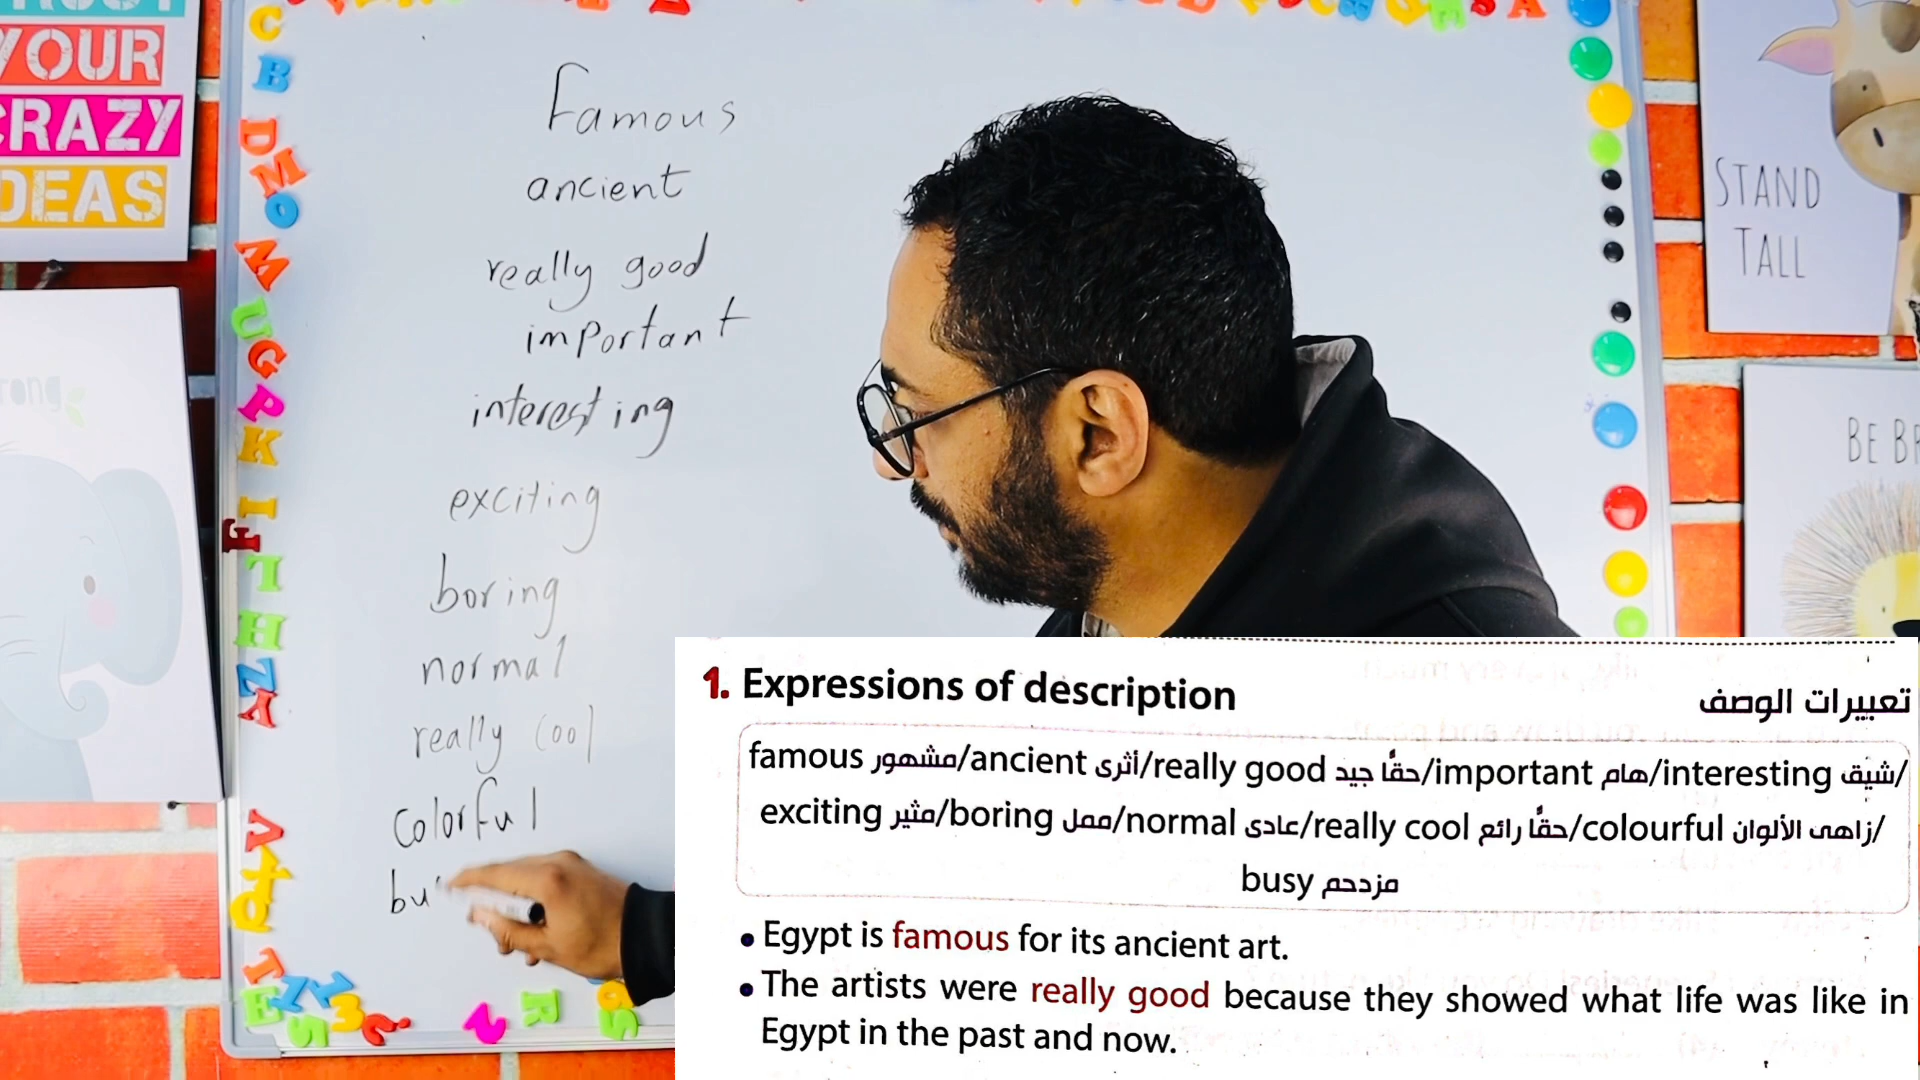 YOUR
CRAZY
IDEAS
famous
ancient
really good
important
interesting
exciting
boring
normal
really cool
Colorful
bu
STAND
TALL
BE
1. Expressions of description تعبيرات الوصف
famous مشهور/ancient أثرى/really good حقًّا جيد/important هام/interesting شيق/
exciting مثير/boring ممل/normal عادى/really cool حقًّا رائع/colourful زاهى الألوان/
busy مزدحم
• Egypt is famous for its ancient art.
• The artists were really good because they showed what life was like in
Egypt in the past and now.